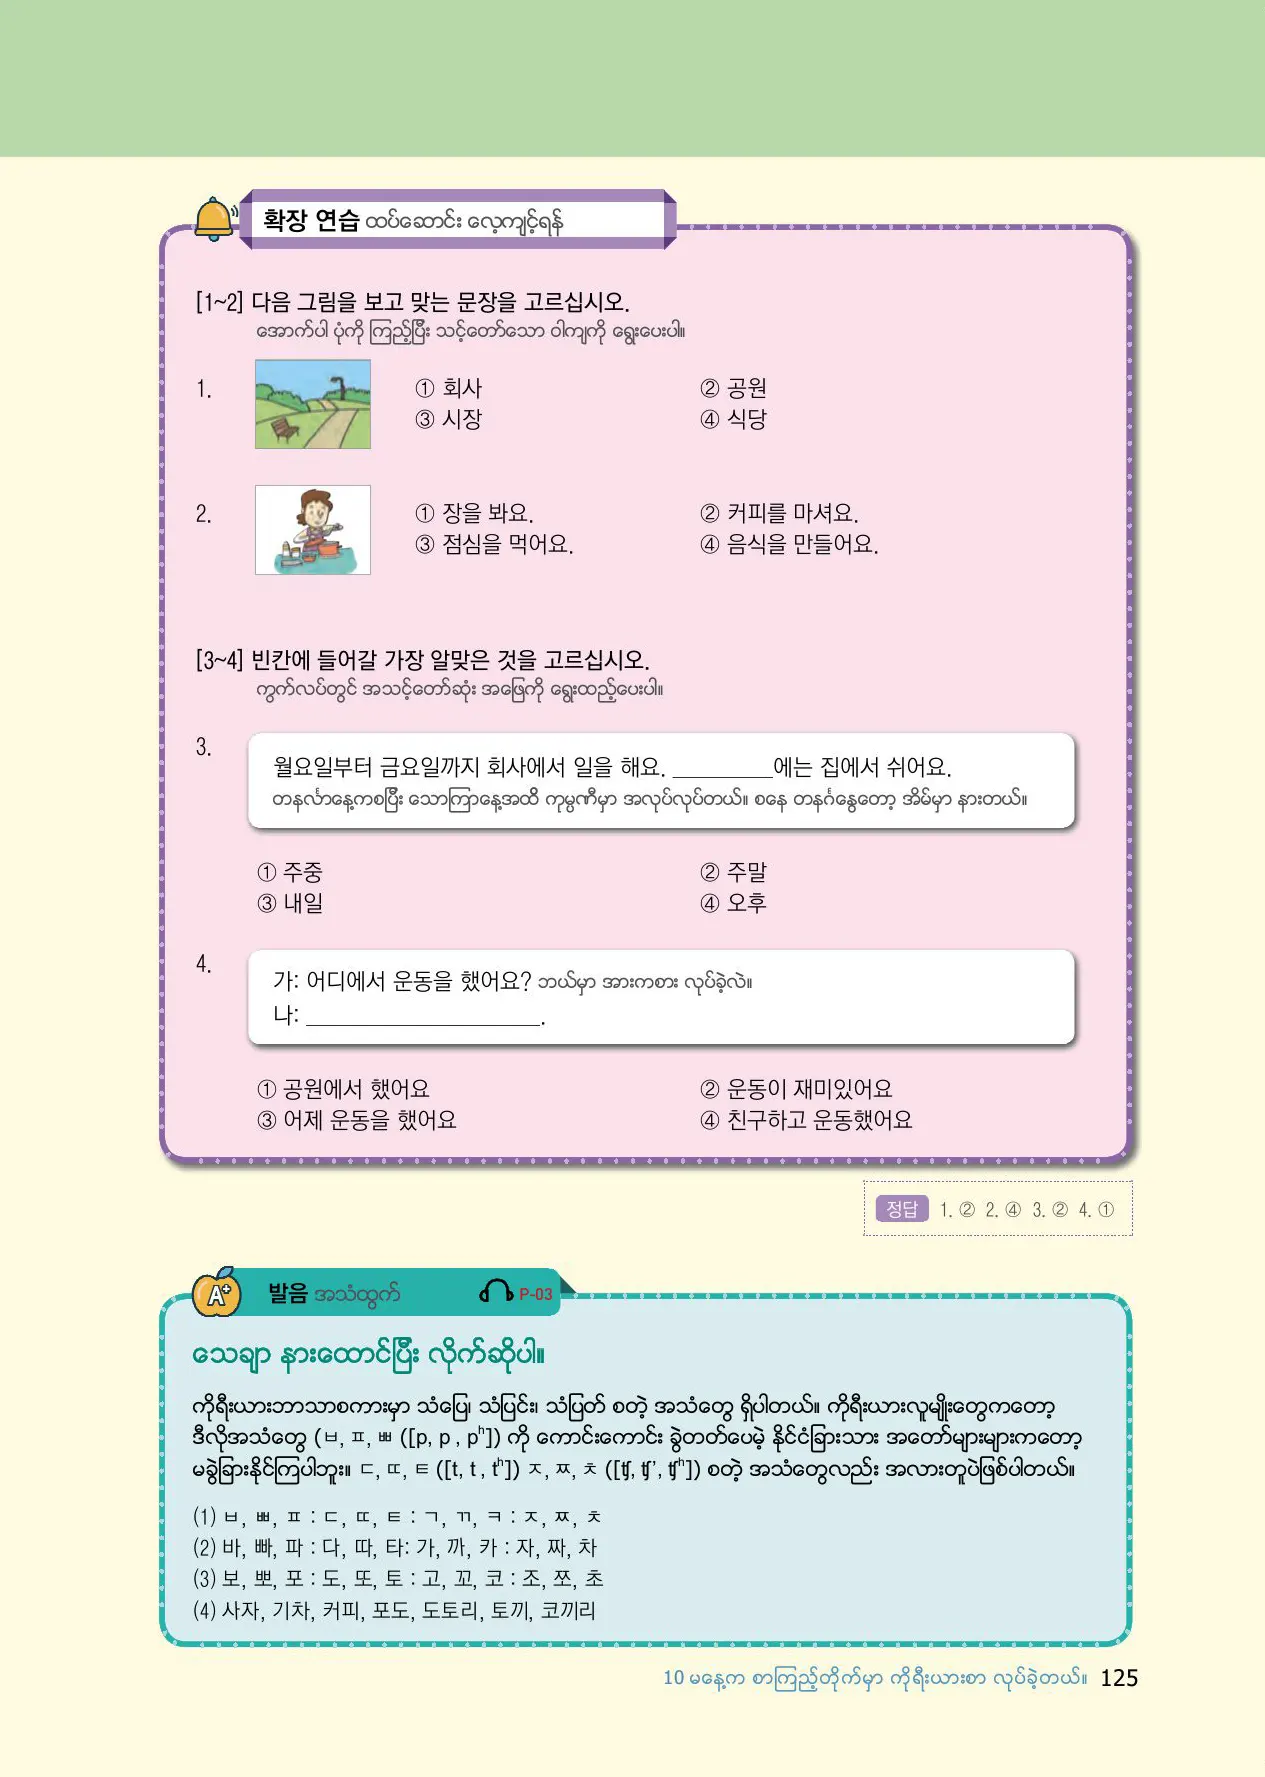 확장 연습 ထပ်ဆောင်း လေ့ကျင့်ရန်
[1~2] 다음 그림을 보고 맞는 문장을 고르십시오.
အောက်ပါ ပုံကို ကြည့်ပြီး သင့်တော်သော ဝါကျကို ရွေးပေးပါ။
1. ① 회사 ② 공원
③ 시장 ④ 식당
2. ① 장을 봐요. ② 커피를 마셔요.
③ 점심을 먹어요. ④ 음식을 만들어요.
[3~4] 빈칸에 들어갈 가장 알맞은 것을 고르십시오.
ကွက်လပ်တွင် အသင့်တော်ဆုံး အဖြေကို ရွေးထည့်ပေးပါ။
3. 월요일부터 금요일까지 회사에서 일을 해요. ________에는 집에서 쉬어요.
တနင်္လာနေ့ကစပြီး သောကြာနေ့အထိ ကုမ္ပဏီမှာ အလုပ်လုပ်တယ်။ စနေ တနင်္ဂနွေတော့ အိမ်မှာ နားတယ်။
① 주중 ② 주말
③ 내일 ④ 오후
4. 가: 어디에서 운동을 했어요? ဘယ်မှာ အားကစား လုပ်ခဲ့လဲ။
나: ____________________.
① 공원에서 했어요 ② 운동이 재미있어요
③ 어제 운동을 했어요 ④ 친구하고 운동했어요
정답 1. ② 2. ④ 3. ② 4. ①
A+ 발음 အသံထွက် P-03
သေချာ နားထောင်ပြီး လိုက်ဆိုပါ။
ကိုရီးယားဘာသာစကားမှာ သံပြေ၊ သံပြင်း၊ သံပြတ် စတဲ့ အသံတွေ ရှိပါတယ်။ ကိုရီးယားလူမျိုးတွေကတော့
ဒီလိုအသံတွေ (ㅂ, ㅍ, ㅃ ([p, p , pʰ]) ကို ကောင်းကောင်း ခွဲတတ်ပေမဲ့ နိုင်ငံခြားသား အတော်များများကတော့
မခွဲခြားနိုင်ကြပါဘူး။ ㄷ, ㄸ, ㅌ ([t, t , tʰ]) ㅈ, ㅉ, ㅊ ([ʧ, ʧ’, ʧʰ]) စတဲ့ အသံတွေလည်း အလားတူပဲဖြစ်ပါတယ်။
(1) ㅂ, ㅃ, ㅍ : ㄷ, ㄸ, ㅌ : ㄱ, ㄲ, ㅋ : ㅈ, ㅉ, ㅊ
(2) 바, 빠, 파 : 다, 따, 타: 가, 까, 카 : 자, 짜, 차
(3) 보, 뽀, 포 : 도, 또, 토 : 고, 꼬, 코 : 조, 쪼, 초
(4) 사자, 기차, 커피, 포도, 도토리, 토끼, 코끼리
10 မနေ့က စာကြည့်တိုက်မှာ ကိုရီးယားစာ လုပ်ခဲ့တယ်။ 125